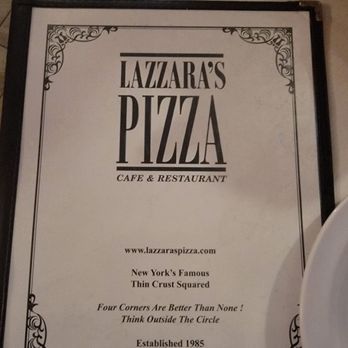 LAZZARA'S
PIZZA
CAFE & RESTAURANT
www.lazzaraspizza.com
New York's Famous
Thin Crust Squared
Four Corners Are Better Than None !
Think Outside The Circle
Established 1985